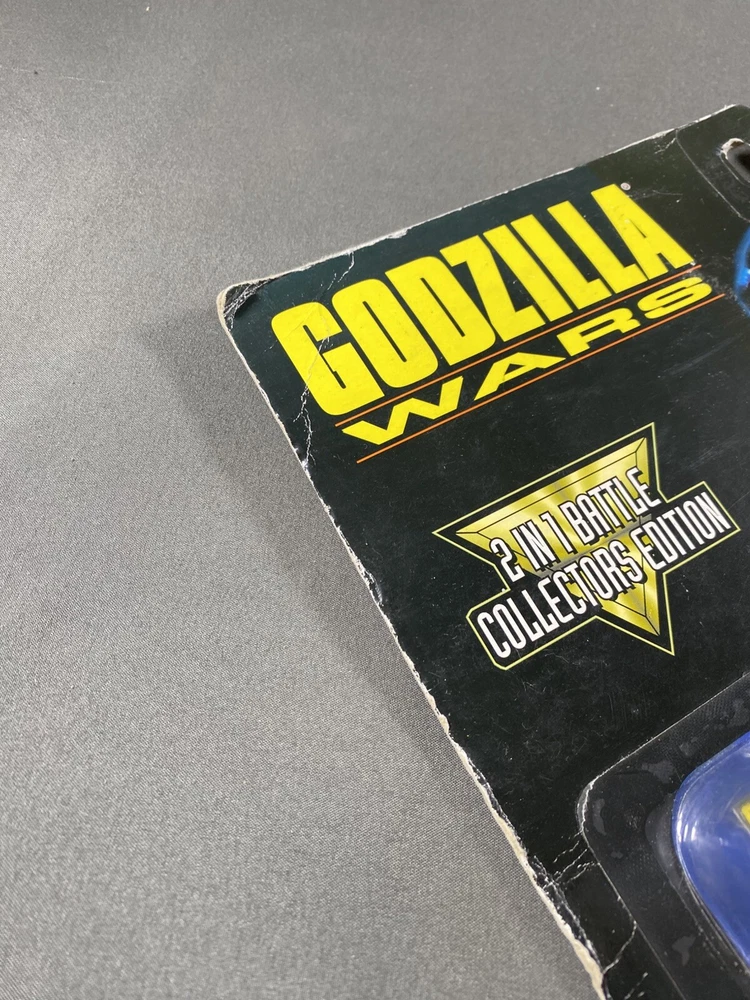 GODZILLA®
WARS
2 IN 1 BATTLE
COLLECTORS EDITION